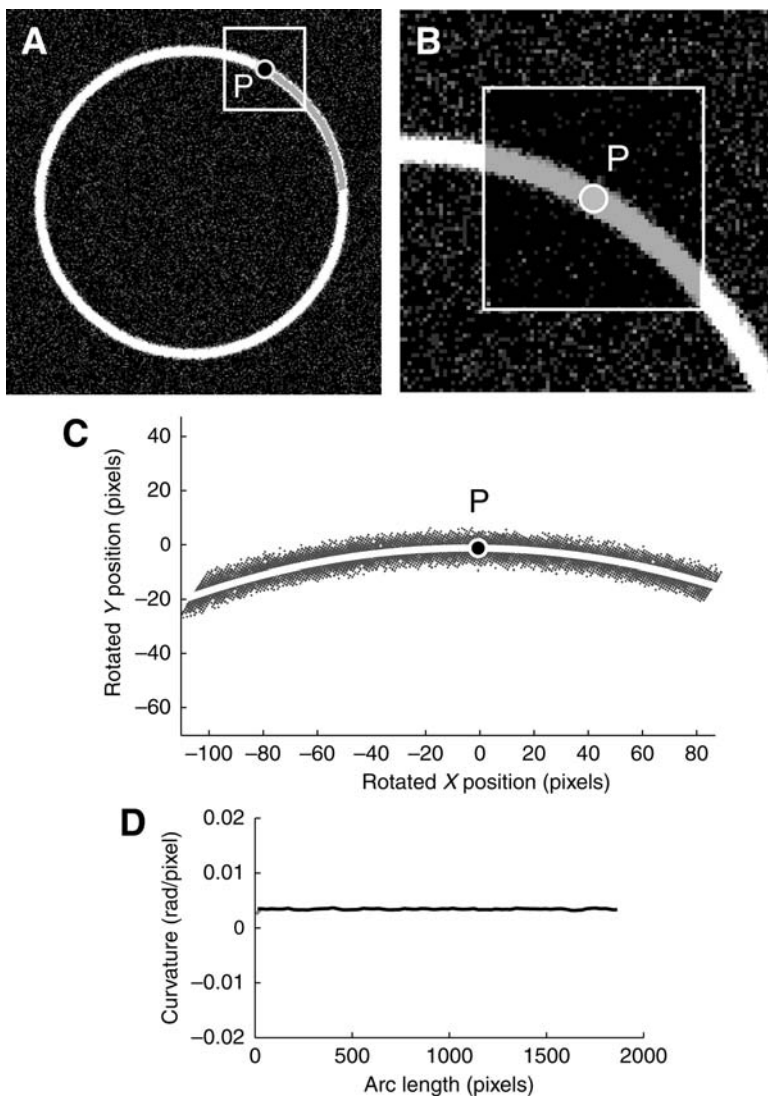 A
P
B
P
C
40
20
0
−20
−40
−60
Rotated Y position (pixels)
P
−100 −80 −60 −40 −20 0 20 40 60 80
Rotated X position (pixels)
D
0.02
0.01
0
−0.01
−0.02
Curvature (rad/pixel)
0 500 1000 1500 2000
Arc length (pixels)